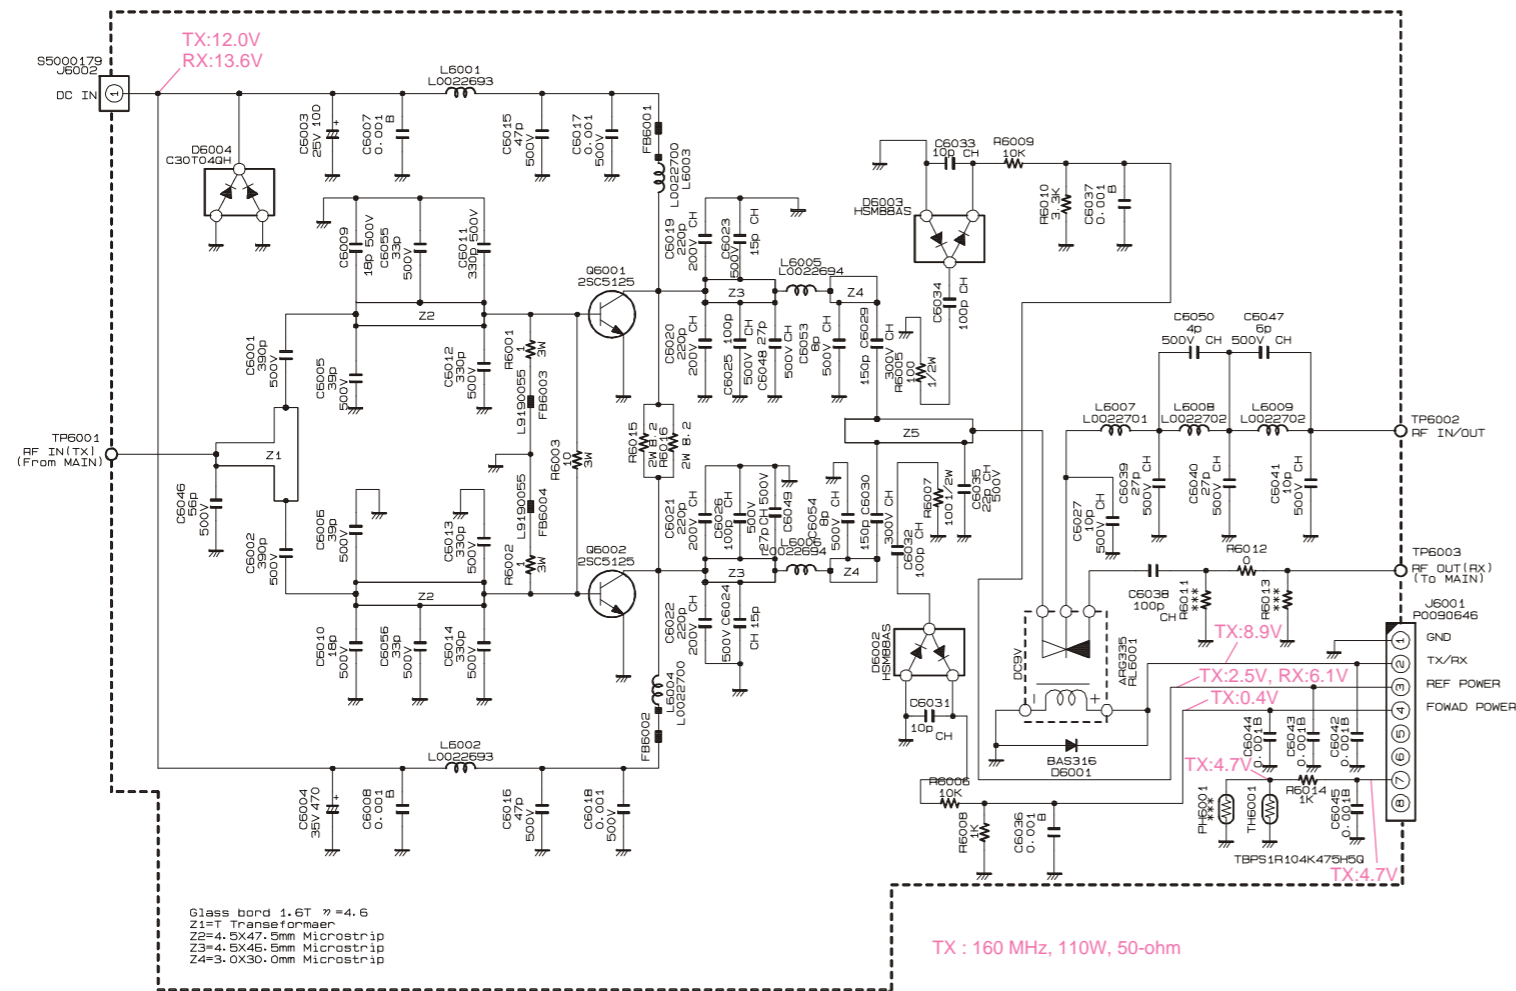 TX:12.0V
RX:13.6V
S5000179
J6002
DC IN
1
L6001
L0022693
D6004
C30T04QH
C6003
25V 100
+
C6007
0.001
B
C6015
47p
500V
C6017
0.001
500V
FB6001
L0022700
L6003
C6009
18p 500V
C6055
33p
500V
C6011
330p 500V
Z2
Q6001
2SC5125
C6001
390p
500V
C6005
39p
500V
C6012
330p
500V
R6001
1
3W
L9190055
FB6003
R6003
10
3W
L9190055
FB6004
R6002
1
3W
TP6001
RF IN(TX)
(From MAIN)
Z1
C6046
56p
500V
C6002
390p
500V
C6006
39p
500V
C6013
330p
500V
Z2
Q6002
2SC5125
C6010
18p
500V
C6056
33p
500V
C6014
330p
500V
C6019
220p
200V CH
C6023
500V
15p CH
Z3
L6005
L0022694
Z4
C6020
220p
200V CH
C6025 100p
500V CH
C6048 27p
500V CH
C6053
8p
500V
C6029
150p
300V CH
R6015
2W 8.2
R6016
2W 8.2
C6021
220p
200V CH
C6026
100p
500V
CH
C6049
27p CH 500V
Z3
L6006
L0022694
Z4
C6054
8p
500V
C6030
150p
300V CH
C6022
220p
200V CH
C6024
500V
CH 15p
L6004
L0022700
FB6002
L6002
L0022693
C6004
35V 470
+
C6008
0.001
B
C6016
47p
500V
C6018
0.001
500V
C6033
10p CH
R6009
10K
D6003
HSM88AS
R6010
3.3K
C6037
0.001
B
C6034
100p CH
R6005
100
1/2W
Z5
C6032
100p CH
R6007
100 1/2W
C6035
22p CH
500V
D6002
HSM88AS
C6031
10p CH
R6006
10K
R6008
1K
C6036
0.001
B
C6050
4p
500V CH
C6047
6p
500V CH
L6007
L0022701
L6008
L0022702
L6009
L0022702
TP6002
RF IN/OUT
C6039
27p
500V CH
C6040
27p
500V CH
C6041
10p
500V CH
C6027
10p
500V CH
C6038
100p
CH
R6011
***
R6012
0
R6013
***
TP6003
RF OUT(RX)
(To MAIN)
DC9V
ARG335
RL6001
- +
BAS316
D6001
J6001
P0090646
1
GND
2
TX/RX
3
REF POWER
4
FOWAD POWER
5
6
7
8
TX:8.9V
TX:2.5V, RX:6.1V
TX:0.4V
C6044
0.001B
C6043
0.001B
C6042
0.001B
TX:4.7V
PH6001
***
TH6001
R6014
1K
C6045
0.001B
TBPS1R104K475H5Q
TX:4.7V
Glass bord 1.6T η=4.6
Z1=T Transeformaer
Z2=4.5X47.5mm Microstrip
Z3=4.5X46.5mm Microstrip
Z4=3.0X30.0mm Microstrip
TX : 160 MHz, 110W, 50-ohm